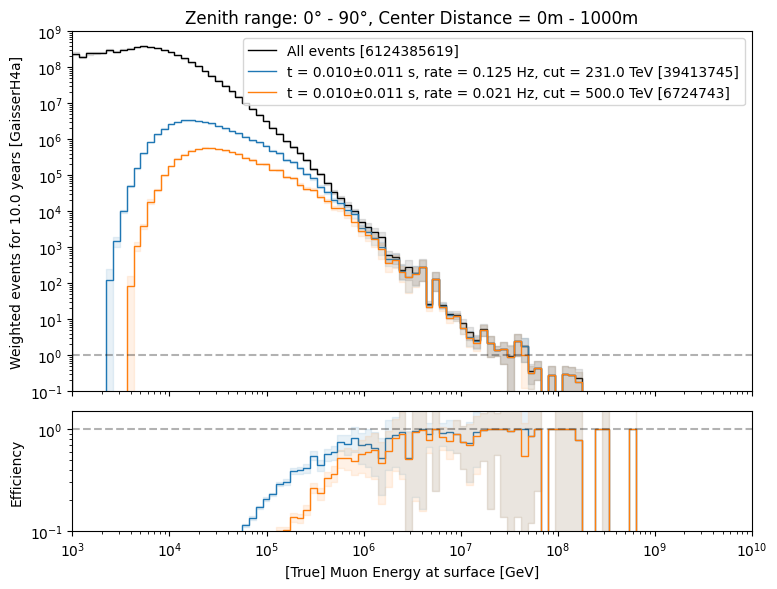 Zenith range: 0° - 90°, Center Distance = 0m - 1000m
Weighted events for 10.0 years [GaisserH4a]
10⁹
10⁸
10⁷
10⁶
10⁵
10⁴
10³
10²
10¹
10⁰
10⁻¹
All events [6124385619]
t = 0.010±0.011 s, rate = 0.125 Hz, cut = 231.0 TeV [39413745]
t = 0.010±0.011 s, rate = 0.021 Hz, cut = 500.0 TeV [6724743]
Efficiency
10⁰
10⁻¹
10³ 10⁴ 10⁵ 10⁶ 10⁷ 10⁸ 10⁹ 10¹⁰
[True] Muon Energy at surface [GeV]